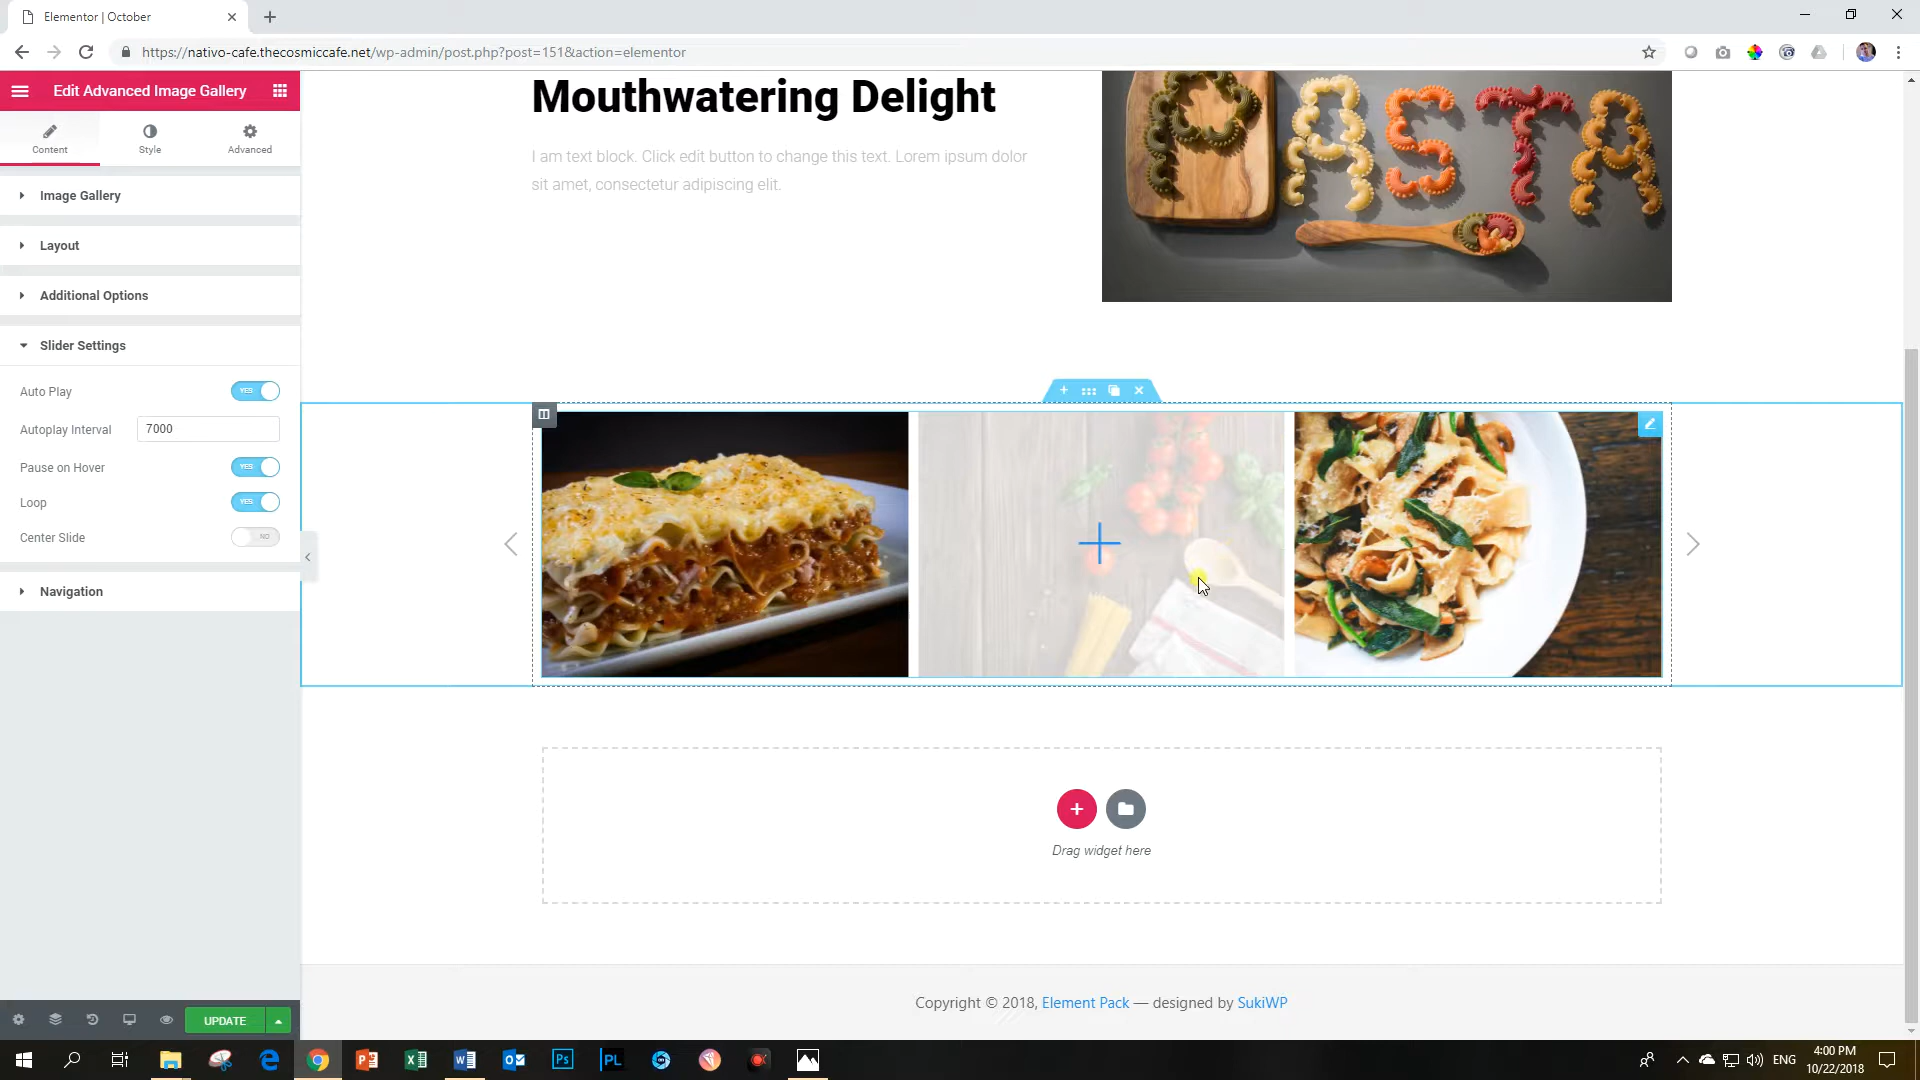 Elementor | October
https://nativo-cafe.thecosmiccafe.net/wp-admin/post.php?post=151&action=elementor
Edit Advanced Image Gallery
Content
Style
Advanced
Image Gallery
Layout
Additional Options
Slider Settings
Auto Play
YES
Autoplay Interval
7000
Pause on Hover
YES
Loop
YES
Center Slide
NO
Navigation
UPDATE
Mouthwatering Delight
I am text block. Click edit button to change this text. Lorem ipsum dolor
sit amet, consectetur adipiscing elit.
PASTA
Drag widget here
Copyright © 2018, Element Pack — designed by SukiWP
Ps
PL
ENG
4:00 PM
10/22/2018